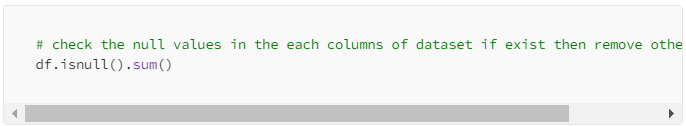 # check the null values in the each columns of dataset if exist then remove othe
df.isnull().sum()